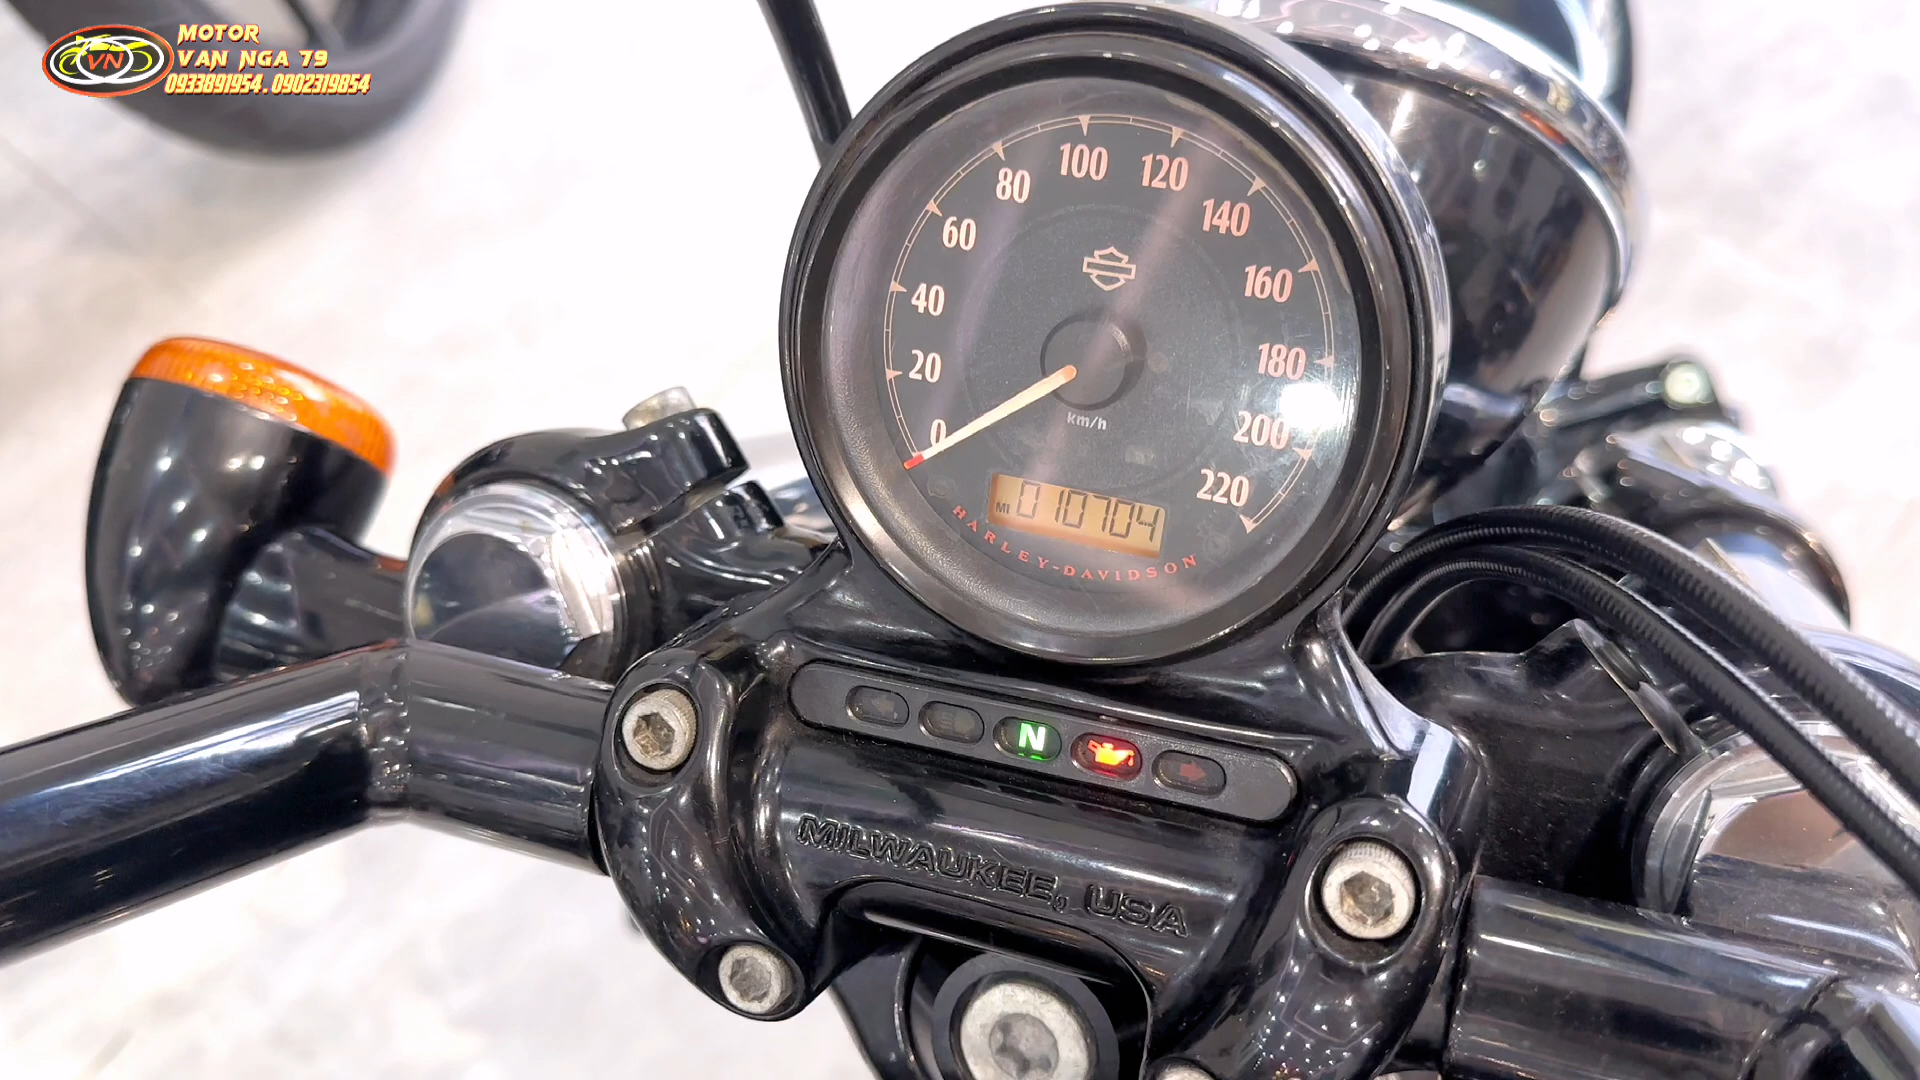 VN
MOTOR
VAN NGA 79
0933891954.0902319854
0
20
40
60
80
100
120
140
160
180
200
220
km/h
MI 010704
HARLEY-DAVIDSON
N
MILWAUKEE, USA